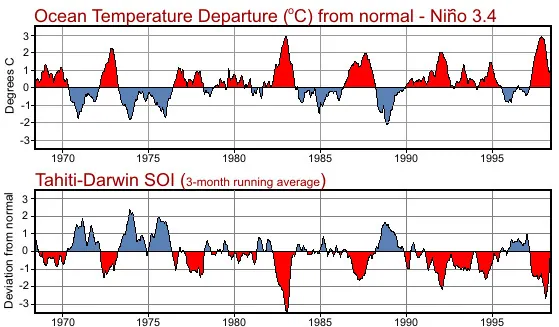 Ocean Temperature Departure (°C) from normal - Niño 3.4
Degrees C
3
2
1
0
-1
-2
-3
1970 1975 1980 1985 1990 1995
Tahiti-Darwin SOI (3-month running average)
Deviation from normal
3
2
1
0
-1
-2
-3
1970 1975 1980 1985 1990 1995